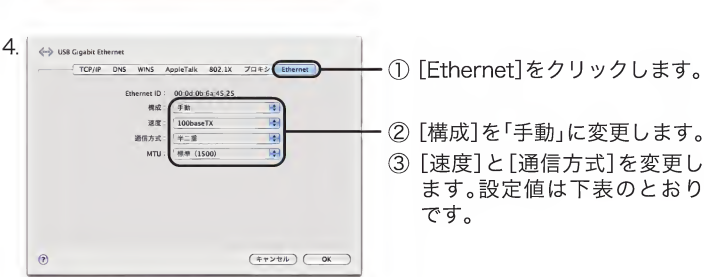 4.
USB Gigabit Ethernet
TCP/IP DNS WINS AppleTalk 802.1X プロキシ Ethernet
Ethernet ID： 00:0d:0b:6a:45:25
構成： 手動
速度： 100baseTX
通信方式： 半二重
MTU： 標準 (1500)
? キャンセル OK
① [Ethernet]をクリックします。
② [構成]を「手動」に変更します。
③ [速度]と[通信方式]を変更し
ます。設定値は下表のとおり
です。